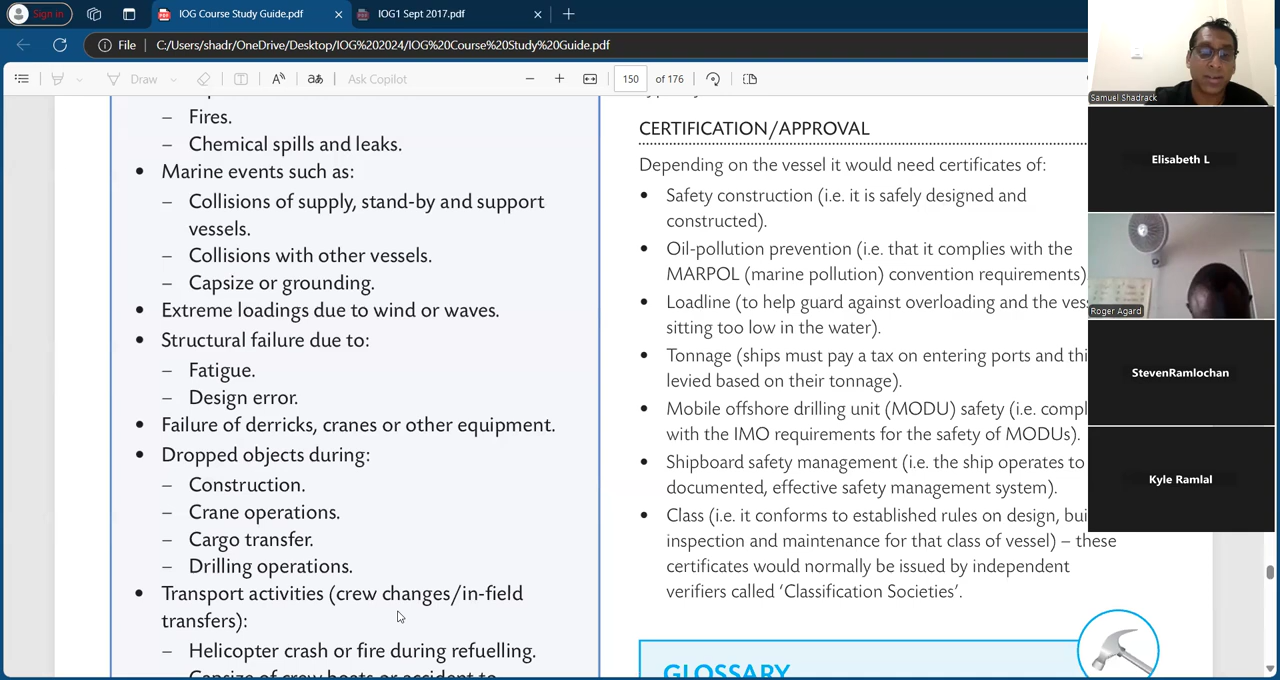 Sign in
IOG Course Study Guide.pdf
IOG1 Sept 2017.pdf
File
C:/Users/shadr/OneDrive/Desktop/IOG%202024/IOG%20Course%20Study%20Guide.pdf
Draw
Ask Copilot
150 of 176
– Fires.
– Chemical spills and leaks.
• Marine events such as:
– Collisions of supply, stand-by and support
vessels.
– Collisions with other vessels.
– Capsize or grounding.
• Extreme loadings due to wind or waves.
• Structural failure due to:
– Fatigue.
– Design error.
• Failure of derricks, cranes or other equipment.
• Dropped objects during:
– Construction.
– Crane operations.
– Cargo transfer.
– Drilling operations.
• Transport activities (crew changes/in-field
transfers):
– Helicopter crash or fire during refuelling.
CERTIFICATION/APPROVAL
Depending on the vessel it would need certificates of:
• Safety construction (i.e. it is safely designed and
constructed).
• Oil-pollution prevention (i.e. that it complies with the
MARPOL (marine pollution) convention requirements)
• Loadline (to help guard against overloading and the
sitting too low in the water).
• Tonnage (ships must pay a tax on entering ports and
levied based on their tonnage).
• Mobile offshore drilling unit (MODU) safety (i.e.
with the IMO requirements for the safety of MODUs).
• Shipboard safety management (i.e. the ship operates to
documented, effective safety management system).
• Class (i.e. it conforms to established rules on design,
inspection and maintenance for that class of vessel) – these
certificates would normally be issued by independent
verifiers called ‘Classification Societies’.
GLOSSARY
Samuel Shadrack
Elisabeth L
Roger Agard
StevenRamlochan
Kyle Ramlal